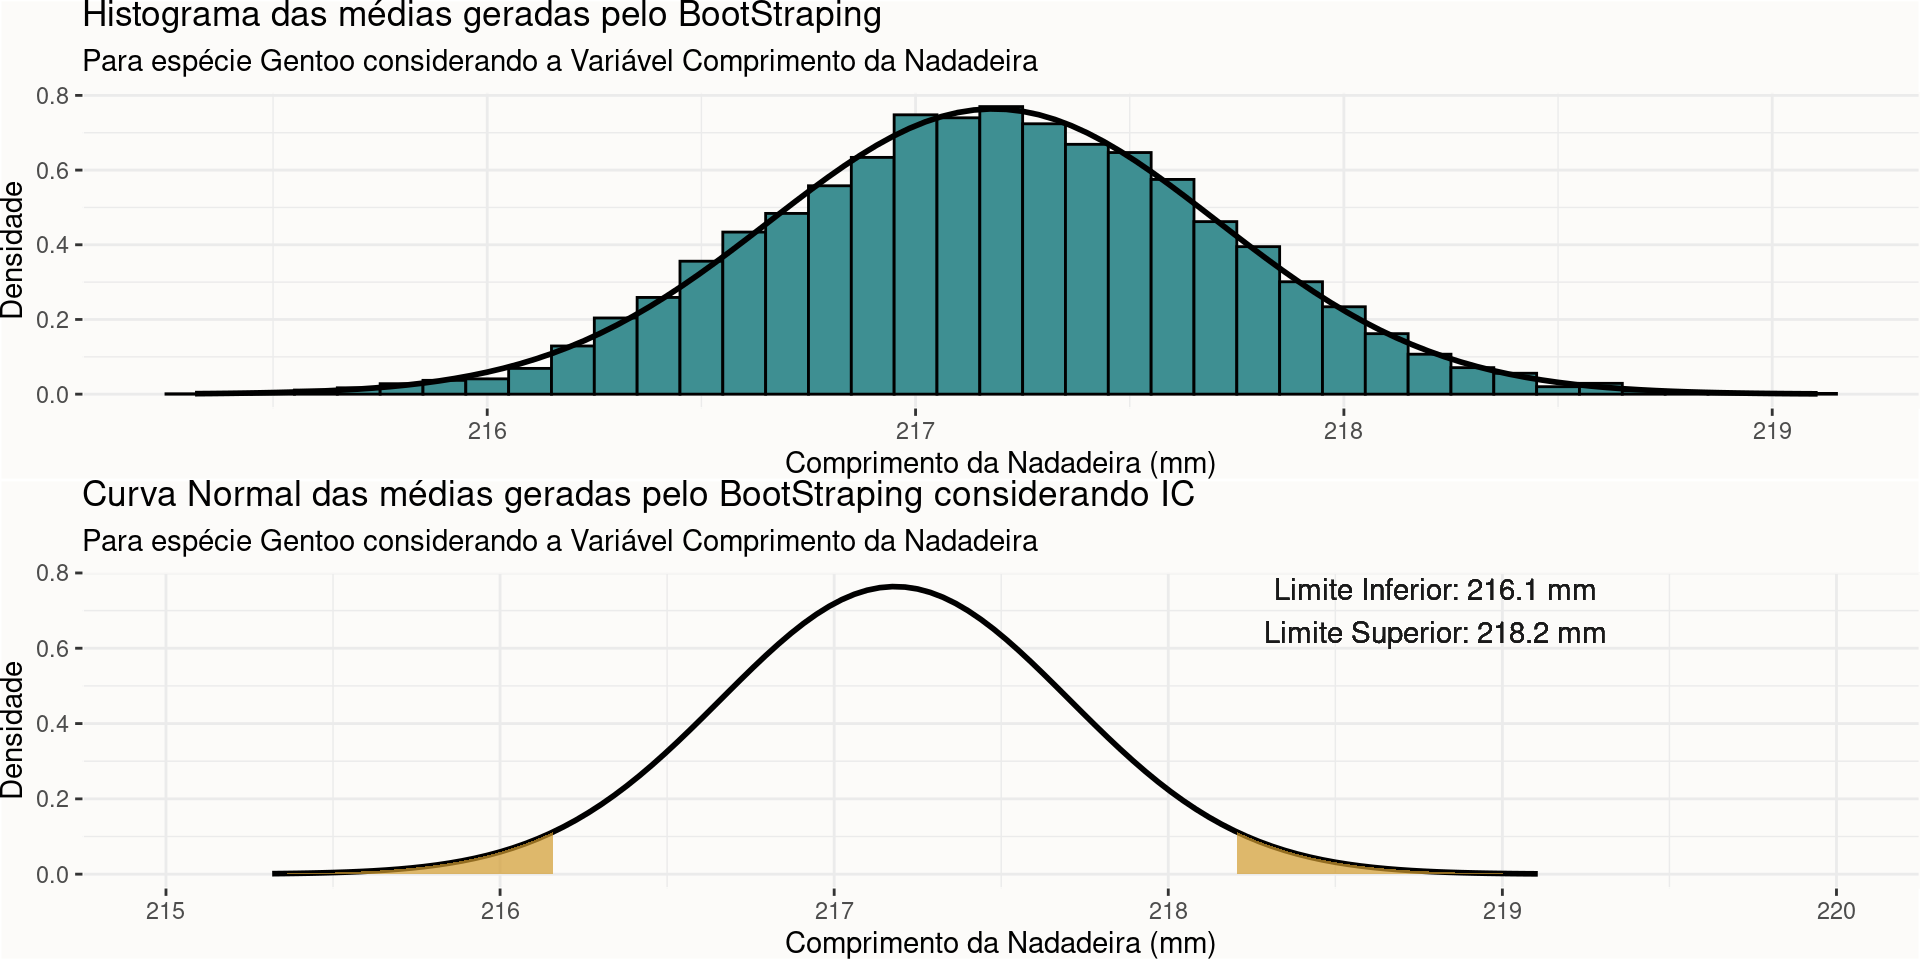 Histograma das médias geradas pelo BootStraping
Para espécie Gentoo considerando a Variável Comprimento da Nadadeira
0.8
0.6
0.4
0.2
0.0
Densidade
216
217
218
219
Comprimento da Nadadeira (mm)
Curva Normal das médias geradas pelo BootStraping considerando IC
Para espécie Gentoo considerando a Variável Comprimento da Nadadeira
Limite Inferior: 216.1 mm
Limite Superior: 218.2 mm
0.8
0.6
0.4
0.2
0.0
Densidade
215
216
217
218
219
220
Comprimento da Nadadeira (mm)